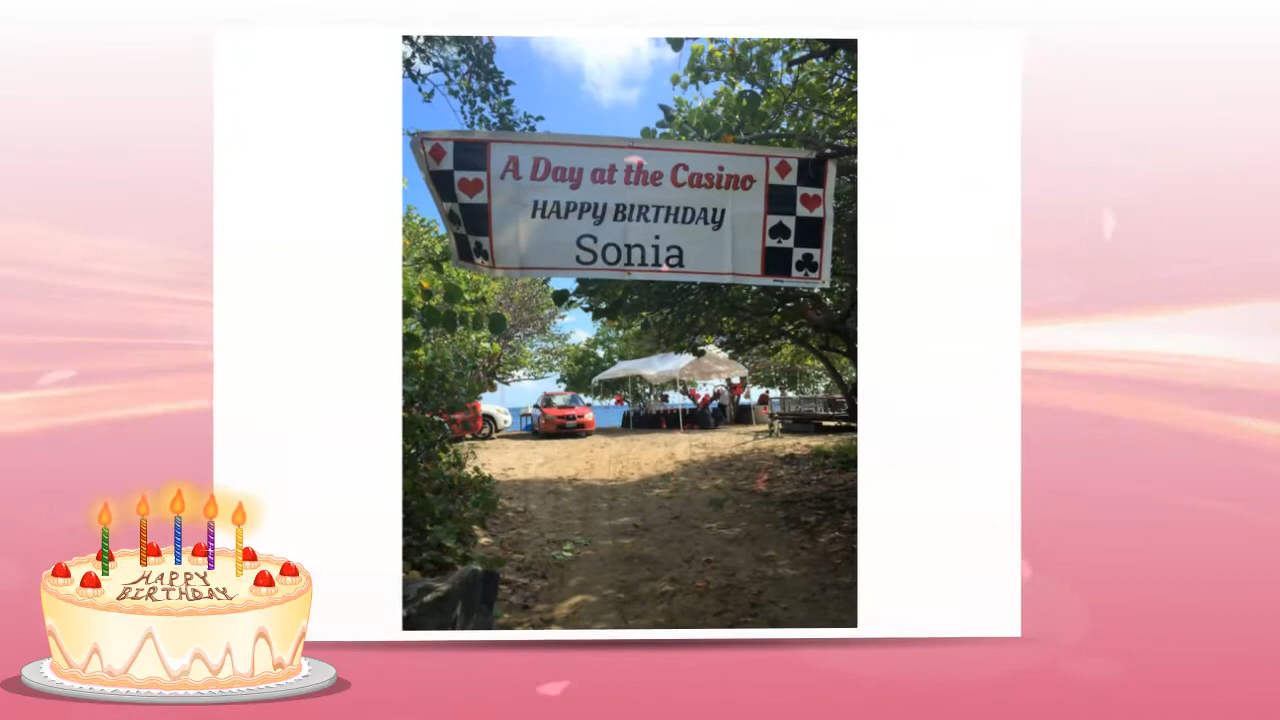 A Day at the Casino
HAPPY BIRTHDAY
Sonia
HAPPY
BIRTHDAY